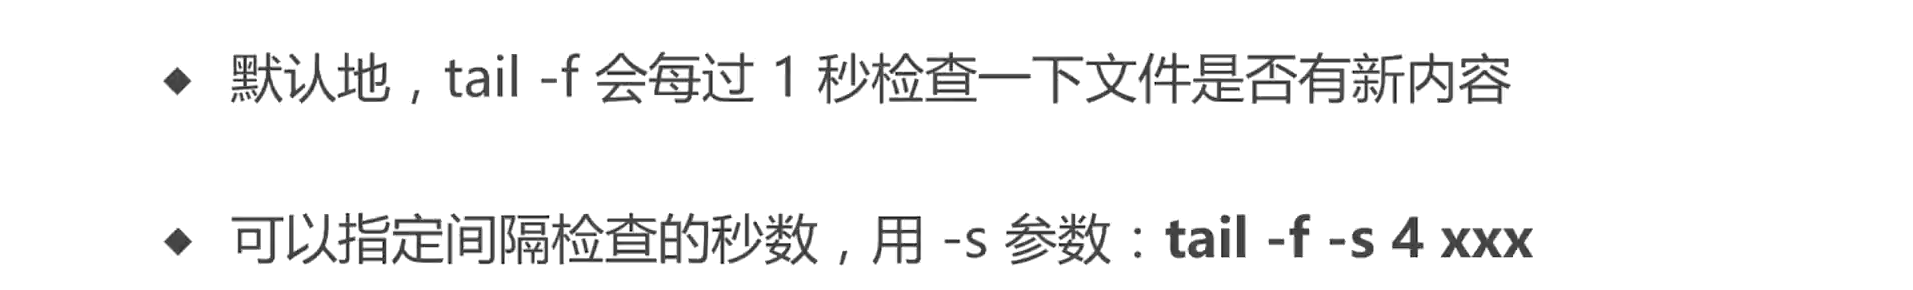 ◆ 默认地，tail -f 会每过 1 秒检查一下文件是否有新内容
◆ 可以指定间隔检查的秒数，用 -s 参数：tail -f -s 4 xxx